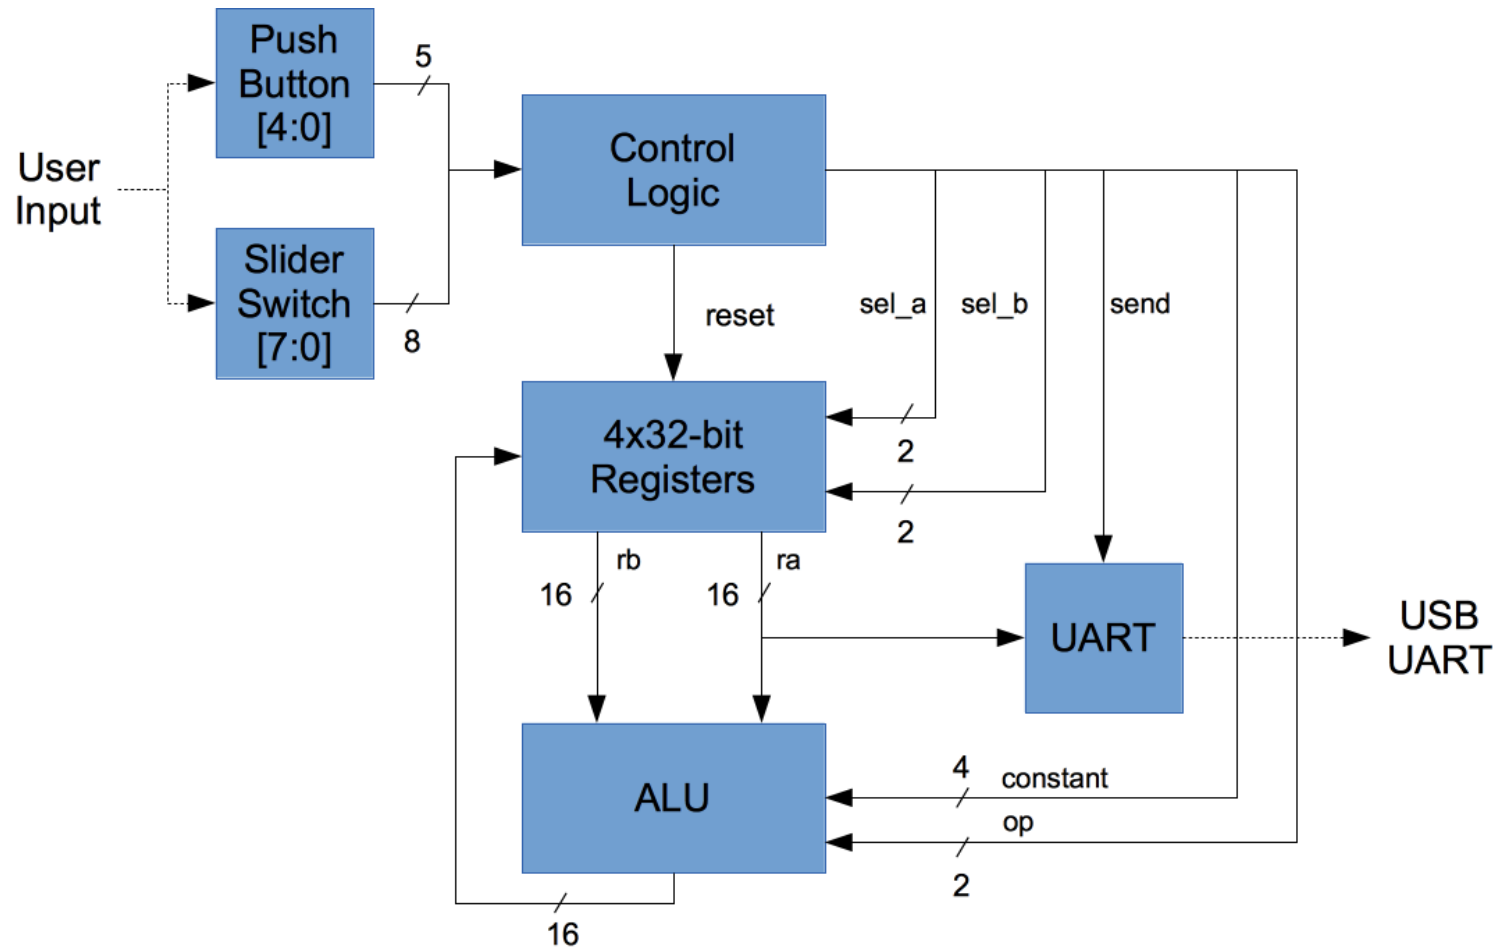 Push
Button
[4:0]
5
User
Input
Slider
Switch
[7:0]
8
Control
Logic
reset
sel_a
sel_b
send
4x32-bit
Registers
2
2
rb
16
ra
16
UART
USB
UART
ALU
4
constant
op
2
16